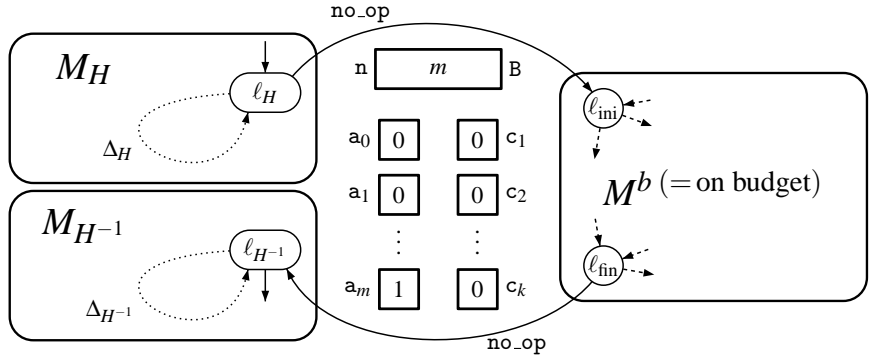 no_op
M_H
ℓ_H
Δ_H
n m B
ℓ_ini
a_0 0 0 c_1
a_1 0 0 c_2
⋮ ⋮
a_m 1 0 c_k
M^b (= on budget)
M_{H^{-1}}
ℓ_{H^{-1}}
Δ_{H^{-1}}
ℓ_fin
no_op